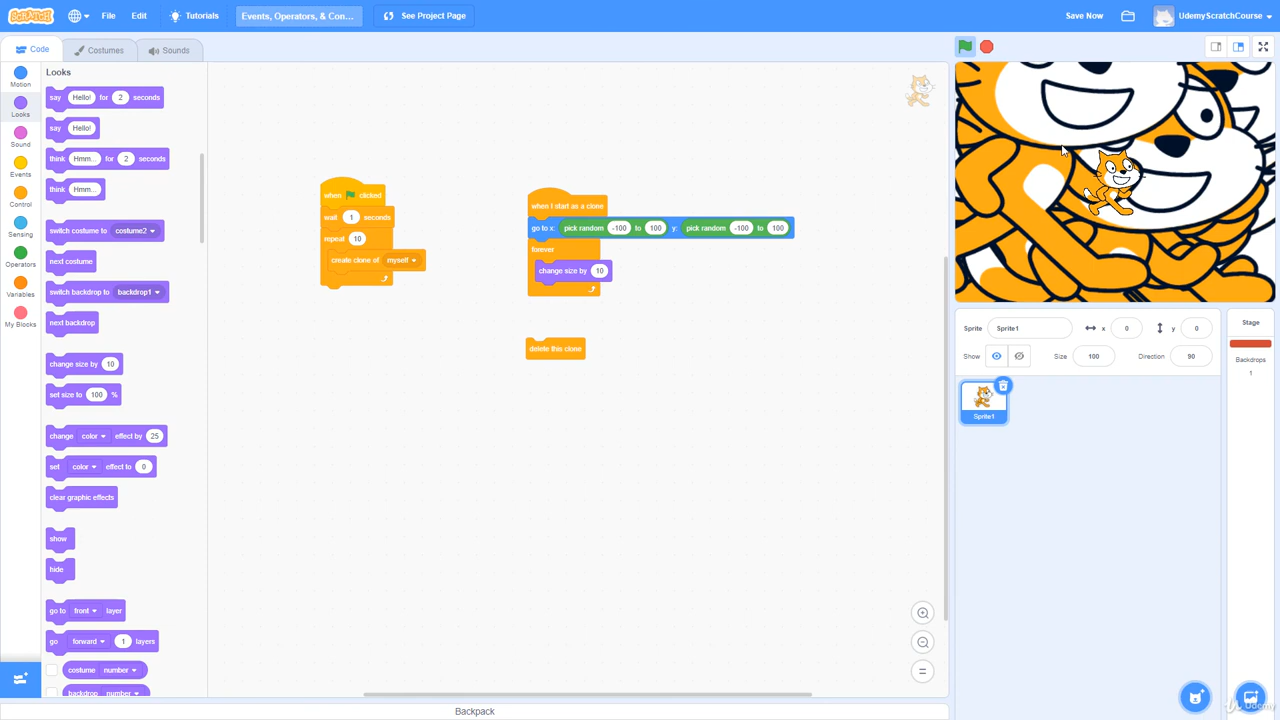 SCRATCH File Edit Tutorials Events, Operators, & Con... See Project Page Save Now UdemyScratchCourse
Code Costumes Sounds
Motion
Looks
Sound
Events
Control
Sensing
Operators
Variables
My Blocks
Looks
say Hello! for 2 seconds
say Hello!
think Hmm... for 2 seconds
think Hmm...
switch costume to costume2
next costume
switch backdrop to backdrop1
next backdrop
change size by 10
set size to 100 %
change color effect by 25
set color effect to 0
clear graphic effects
show
hide
go to front layer
go forward 1 layers
costume number
backdrop number
when clicked
wait 1 seconds
repeat 10
create clone of myself
when I start as a clone
go to x: pick random -100 to 100 y: pick random -100 to 100
forever
change size by 10
delete this clone
Backpack
Sprite Sprite1 x 0 y 0
Show Size 100 Direction 90
Sprite1
Stage
Backdrops
1
Udemy